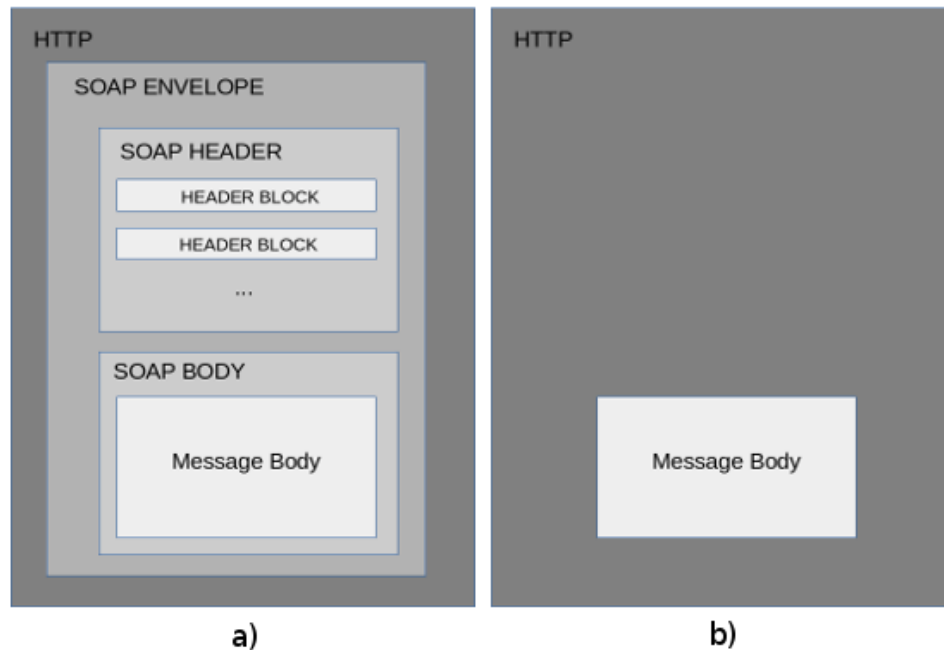 HTTP
SOAP ENVELOPE
SOAP HEADER
HEADER BLOCK
HEADER BLOCK
...
SOAP BODY
Message Body
a)
HTTP
Message Body
b)